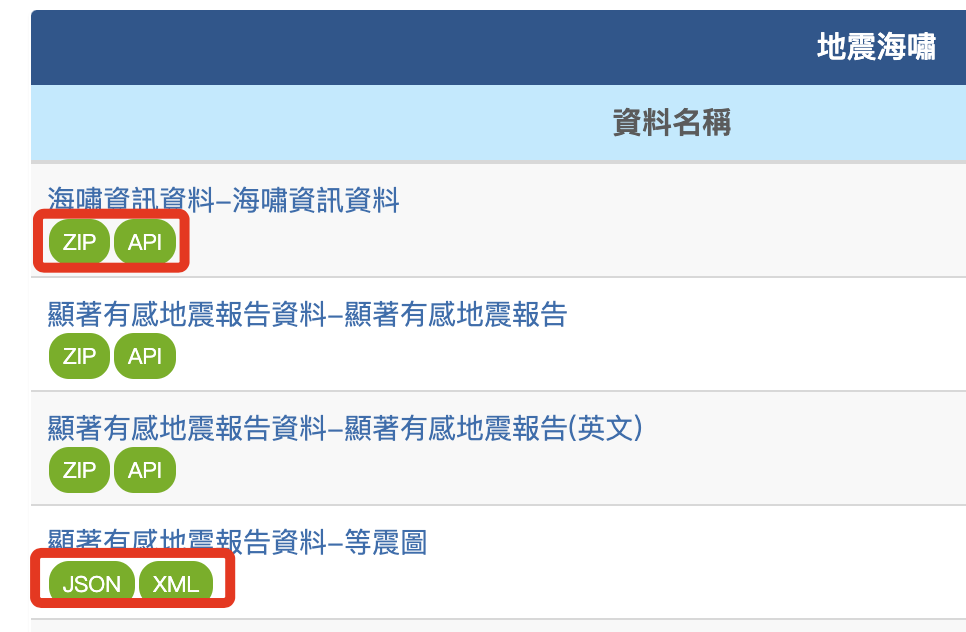 地震海嘯
資料名稱
海嘯資訊資料–海嘯資訊資料
ZIP API
顯著有感地震報告資料–顯著有感地震報告
ZIP API
顯著有感地震報告資料–顯著有感地震報告(英文)
ZIP API
顯著有感地震報告資料–等震圖
JSON XML